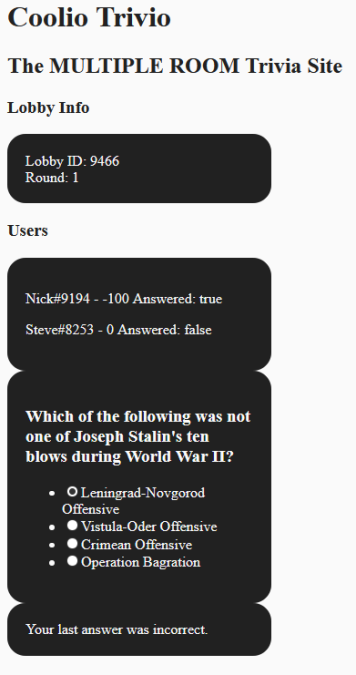 Coolio Trivio
The MULTIPLE ROOM Trivia Site
Lobby Info
Lobby ID: 9466
Round: 1
Users
Nick#9194 - -100 Answered: true
Steve#8253 - 0 Answered: false
Which of the following was not
one of Joseph Stalin's ten
blows during World War II?
Leningrad-Novgorod
Offensive
Vistula-Oder Offensive
Crimean Offensive
Operation Bagration
Your last answer was incorrect.